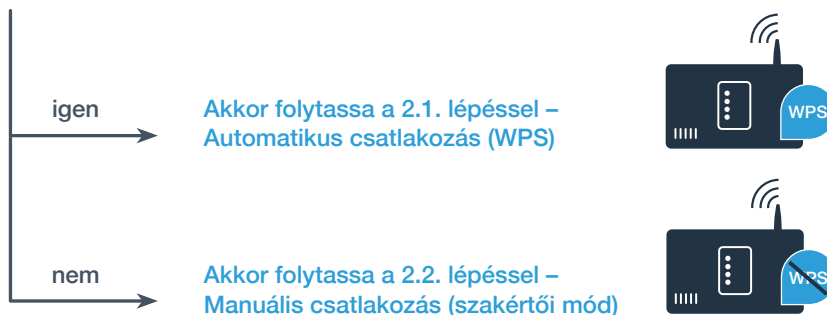 igen
Akkor folytassa a 2.1. lépéssel –
Automatikus csatlakozás (WPS)
WPS
nem
Akkor folytassa a 2.2. lépéssel –
Manuális csatlakozás (szakértői mód)
WPS